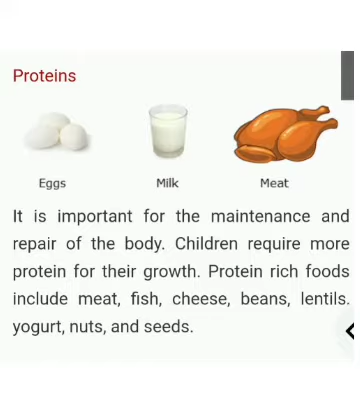 Proteins
Eggs Milk Meat
It is important for the maintenance and
repair of the body. Children require more
protein for their growth. Protein rich foods
include meat, fish, cheese, beans, lentils.
yogurt, nuts, and seeds.